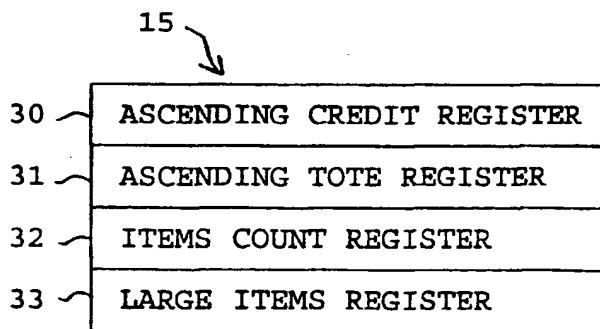 15
30 ASCENDING CREDIT REGISTER
31 ASCENDING TOTE REGISTER
32 ITEMS COUNT REGISTER
33 LARGE ITEMS REGISTER